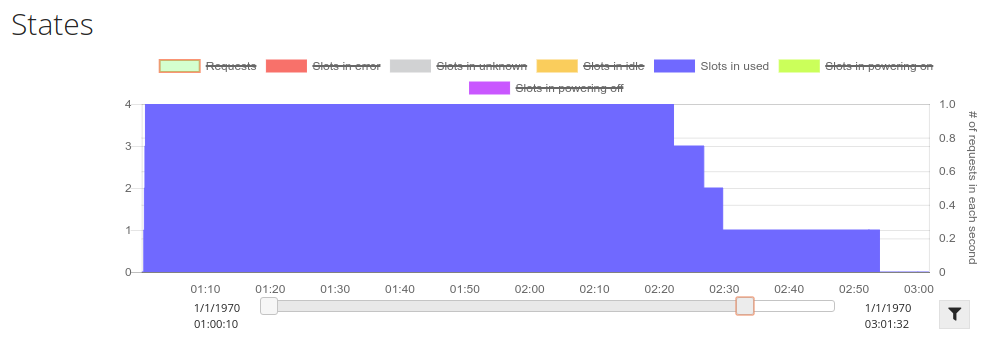 States
Requests Slots in error Slots in unknown Slots in idle Slots in used Slots in powering on
Slots in powering off
4 1.0
3 0.8
2 0.6
1 0.4
0 0.2
0
# of requests in each second
01:10 01:20 01:30 01:40 01:50 02:00 02:10 02:20 02:30 02:40 02:50 03:00
1/1/1970 1/1/1970
01:00:10 03:01:32